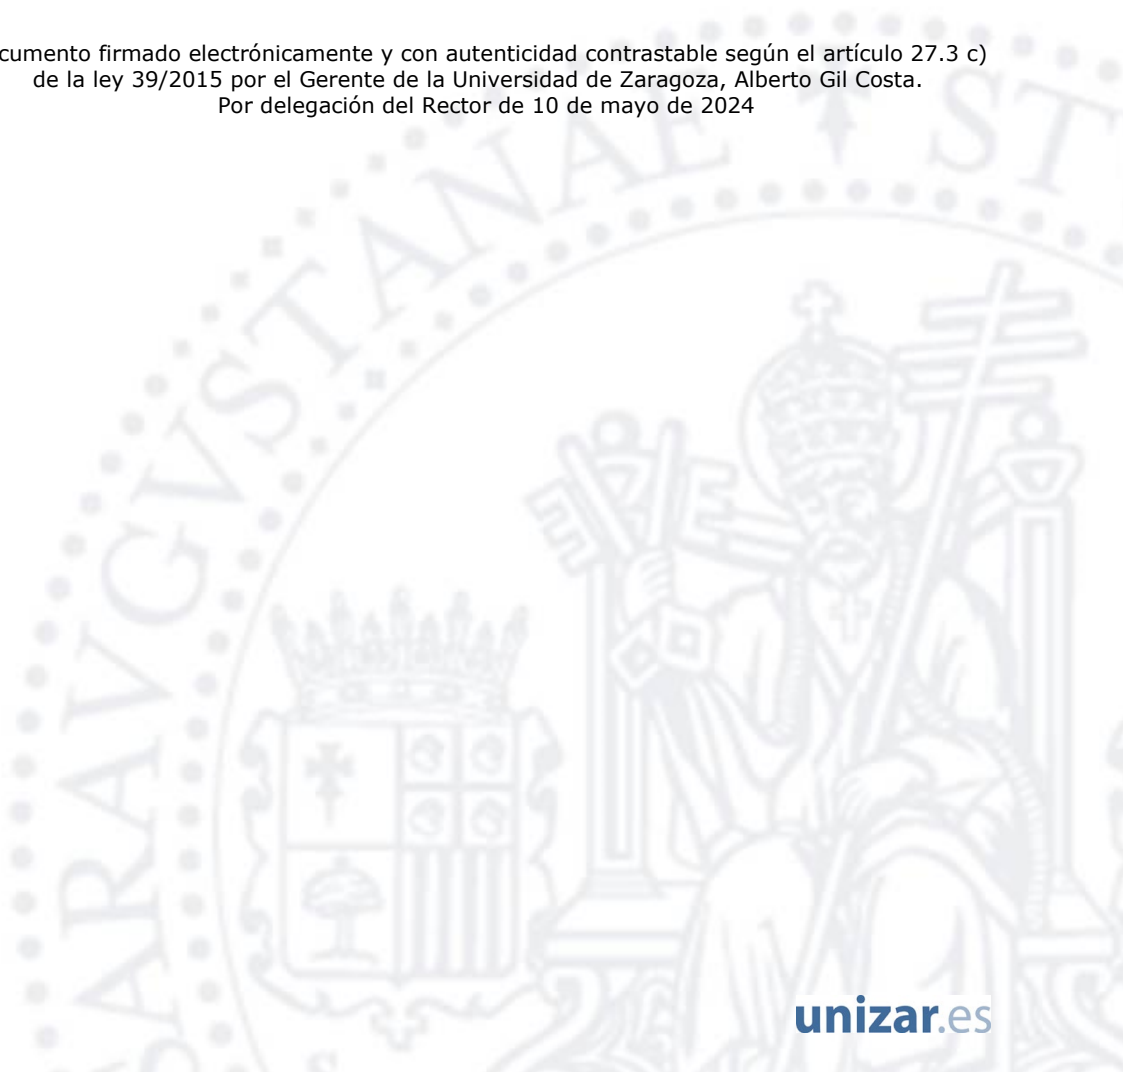 cumento firmado electrónicamente y con autenticidad contrastable según el artículo 27.3 c)
de la ley 39/2015 por el Gerente de la Universidad de Zaragoza, Alberto Gil Costa.
Por delegación del Rector de 10 de mayo de 2024
ARAVGVSTANAE ST
unizar.es